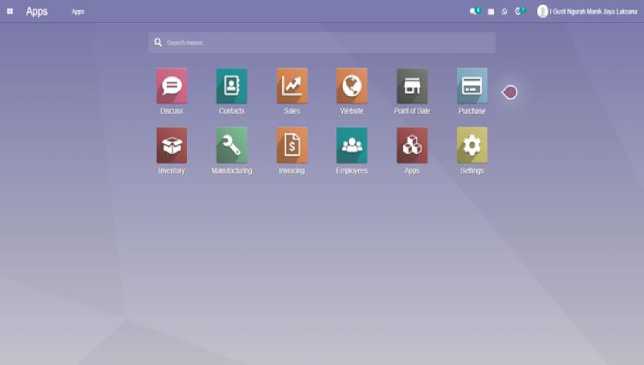 Apps Apps I Gusti Ngurah Manik Jaya Laksana
Search menus
Discuss Contacts Sales Website Point of Sale Purchase
Inventory Manufacturing Invoicing Employees Apps Settings